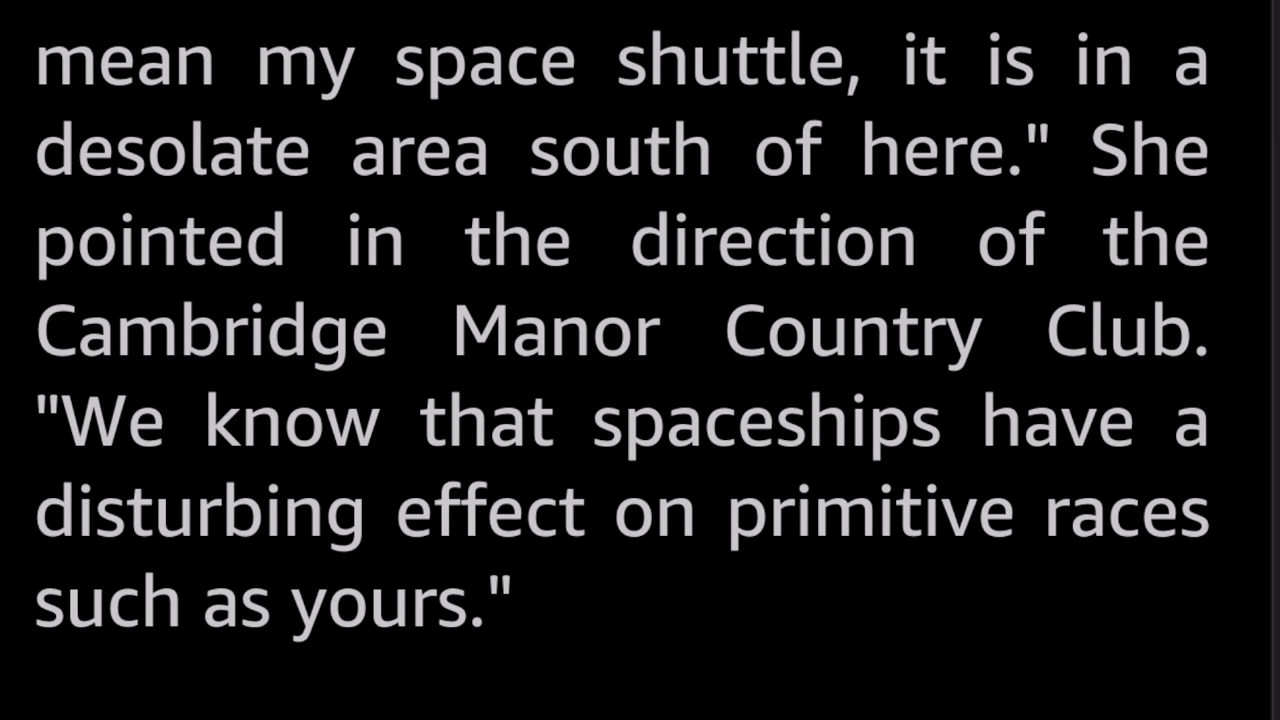 mean my space shuttle, it is in a
desolate area south of here." She
pointed in the direction of the
Cambridge Manor Country Club.
"We know that spaceships have a
disturbing effect on primitive races
such as yours."